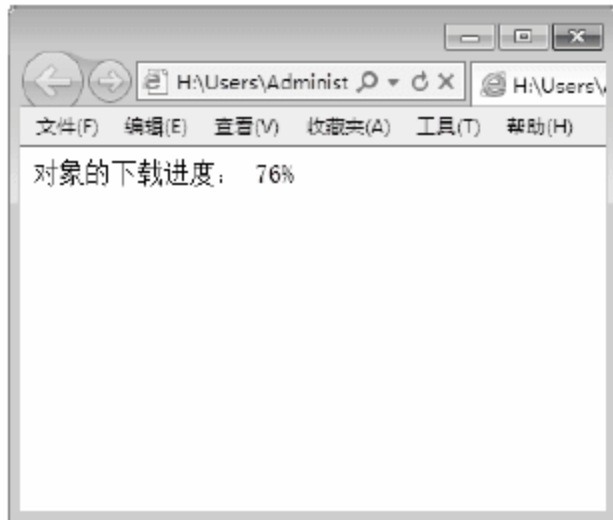 H:\Users\Administ
H:\Users\
文件(F) 编辑(E) 查看(V) 收藏夹(A) 工具(T) 帮助(H)
对象的下载进度： 76%